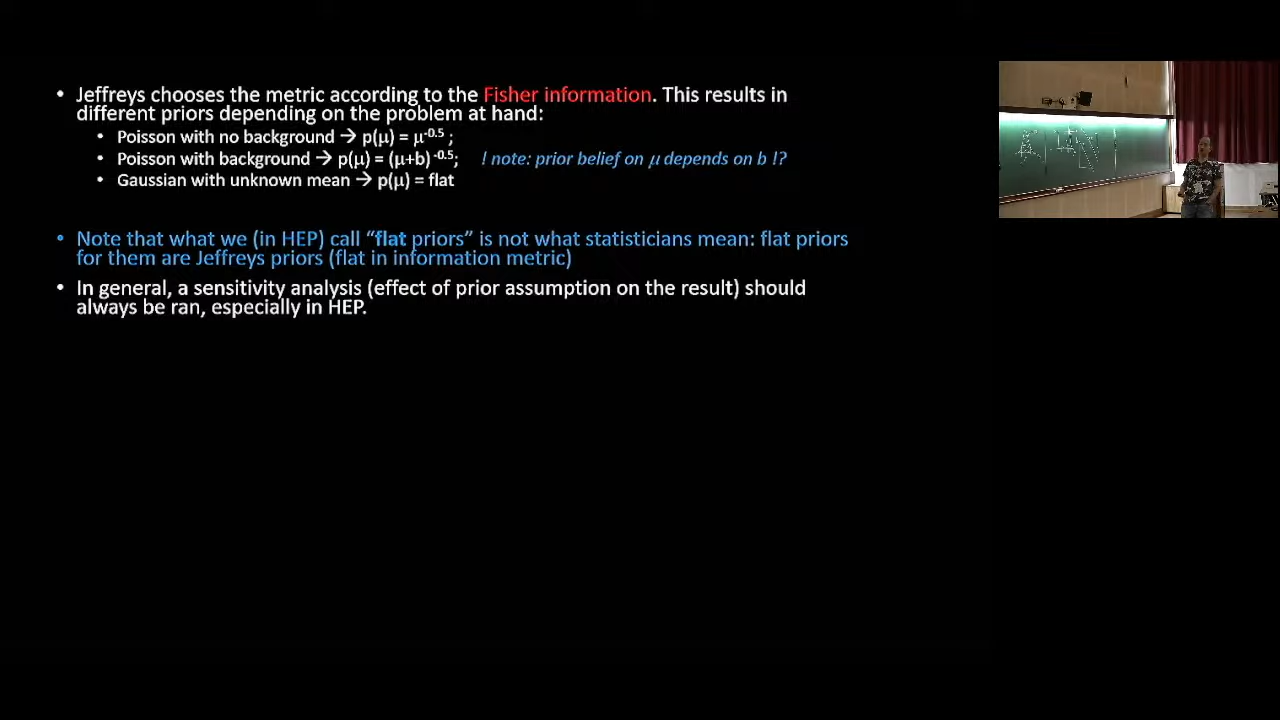 • Jeffreys chooses the metric according to the Fisher information. This results in
different priors depending on the problem at hand:
• Poisson with no background → p(μ) = μ^-0.5 ;
• Poisson with background → p(μ) = (μ+b)^-0.5; ! note: prior belief on μ depends on b !?
• Gaussian with unknown mean → p(μ) = flat
• Note that what we (in HEP) call “flat priors” is not what statisticians mean: flat priors
for them are Jeffreys priors (flat in information metric)
• In general, a sensitivity analysis (effect of prior assumption on the result) should
always be ran, especially in HEP.